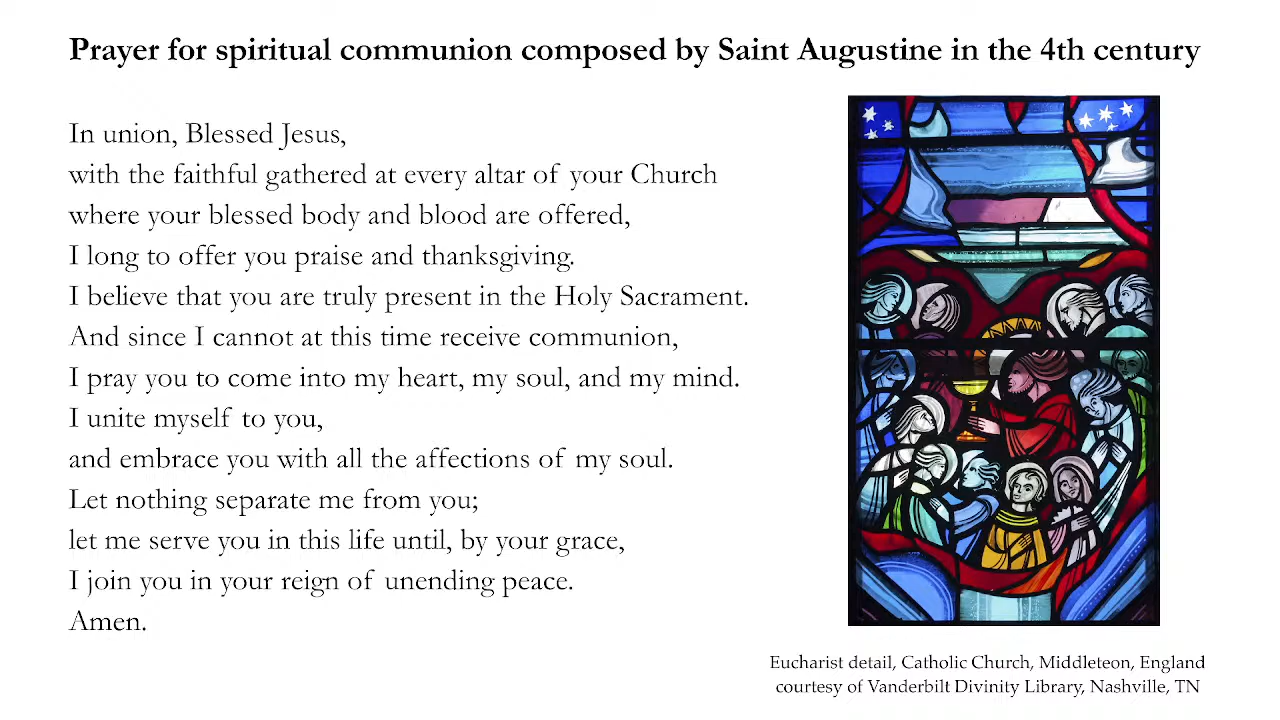 Prayer for spiritual communion composed by Saint Augustine in the 4th century
In union, Blessed Jesus,
with the faithful gathered at every altar of your Church
where your blessed body and blood are offered,
I long to offer you praise and thanksgiving.
I believe that you are truly present in the Holy Sacrament.
And since I cannot at this time receive communion,
I pray you to come into my heart, my soul, and my mind.
I unite myself to you,
and embrace you with all the affections of my soul.
Let nothing separate me from you;
let me serve you in this life until, by your grace,
I join you in your reign of unending peace.
Amen.
Eucharist detail, Catholic Church, Middleteon, England
courtesy of Vanderbilt Divinity Library, Nashville, TN